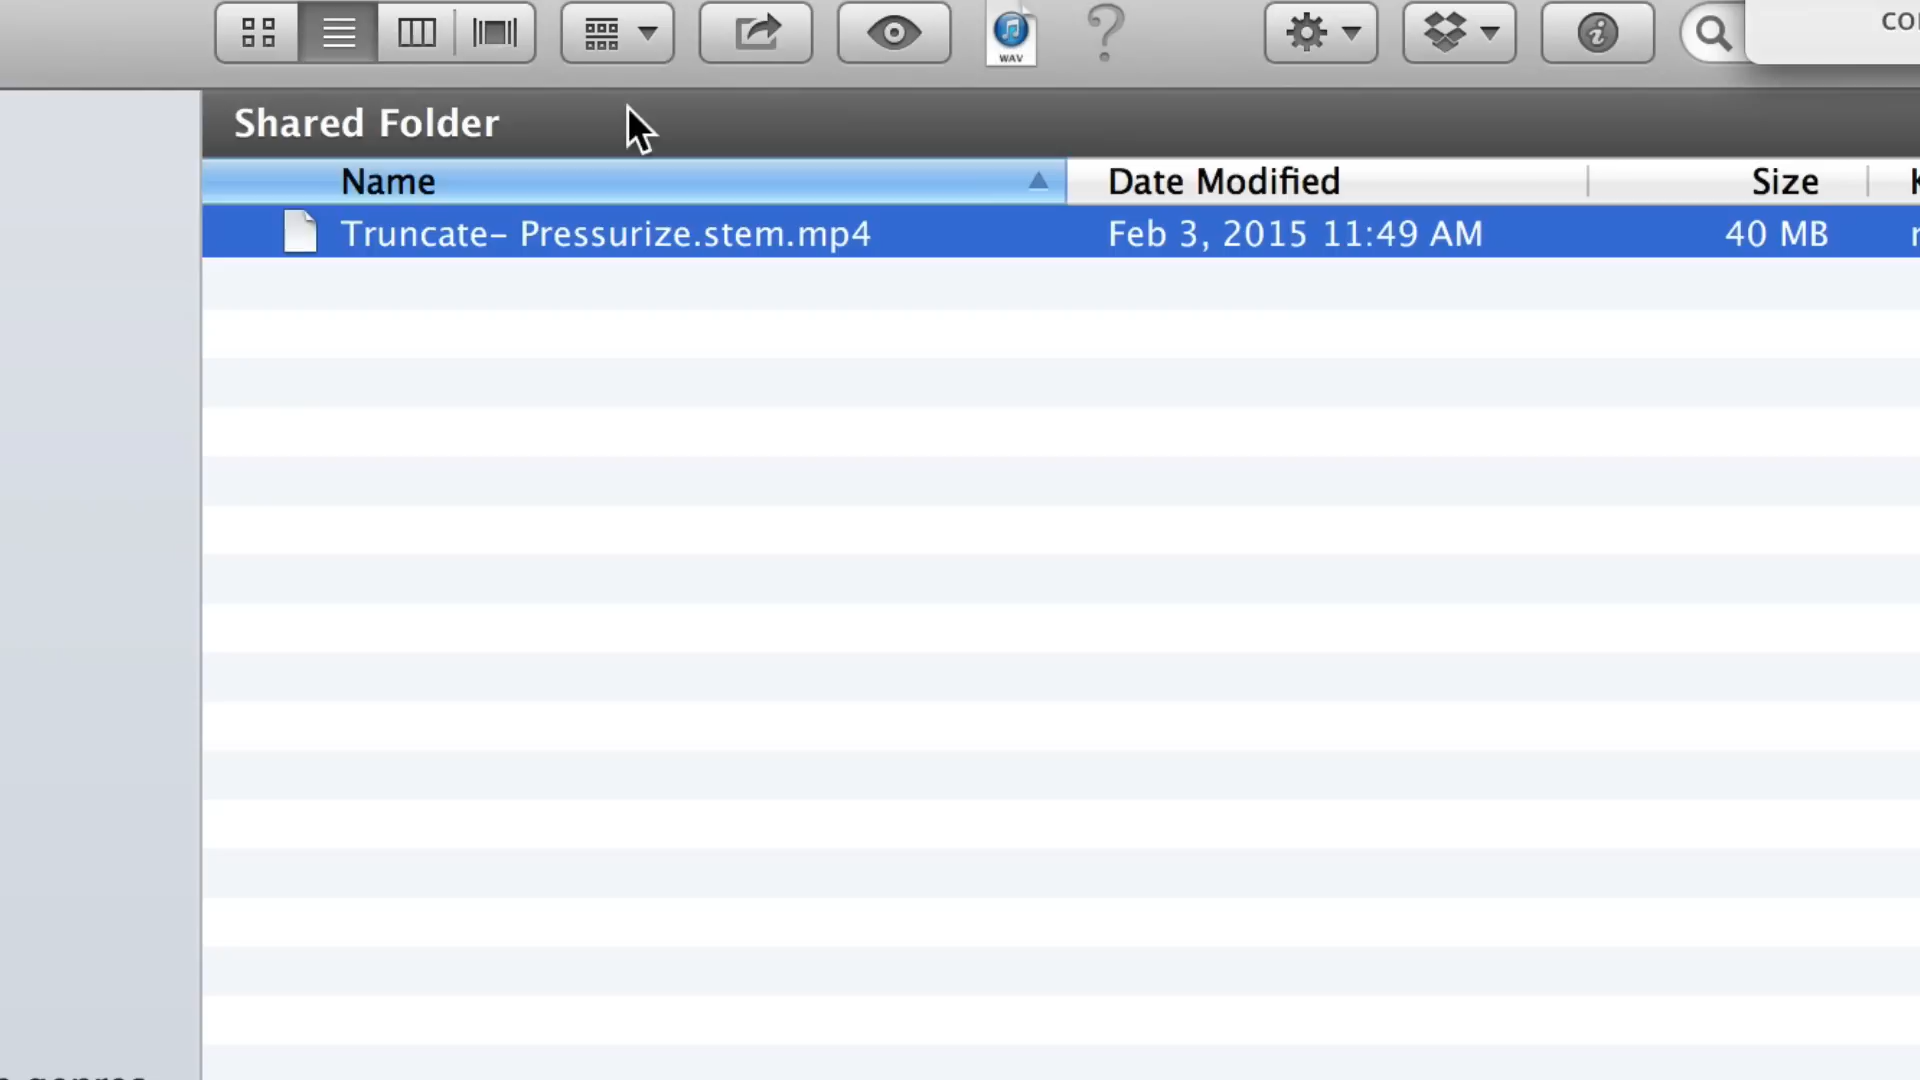 WAV
Shared Folder
Name Date Modified Size
Truncate- Pressurize.stem.mp4 Feb 3, 2015 11:49 AM 40 MB